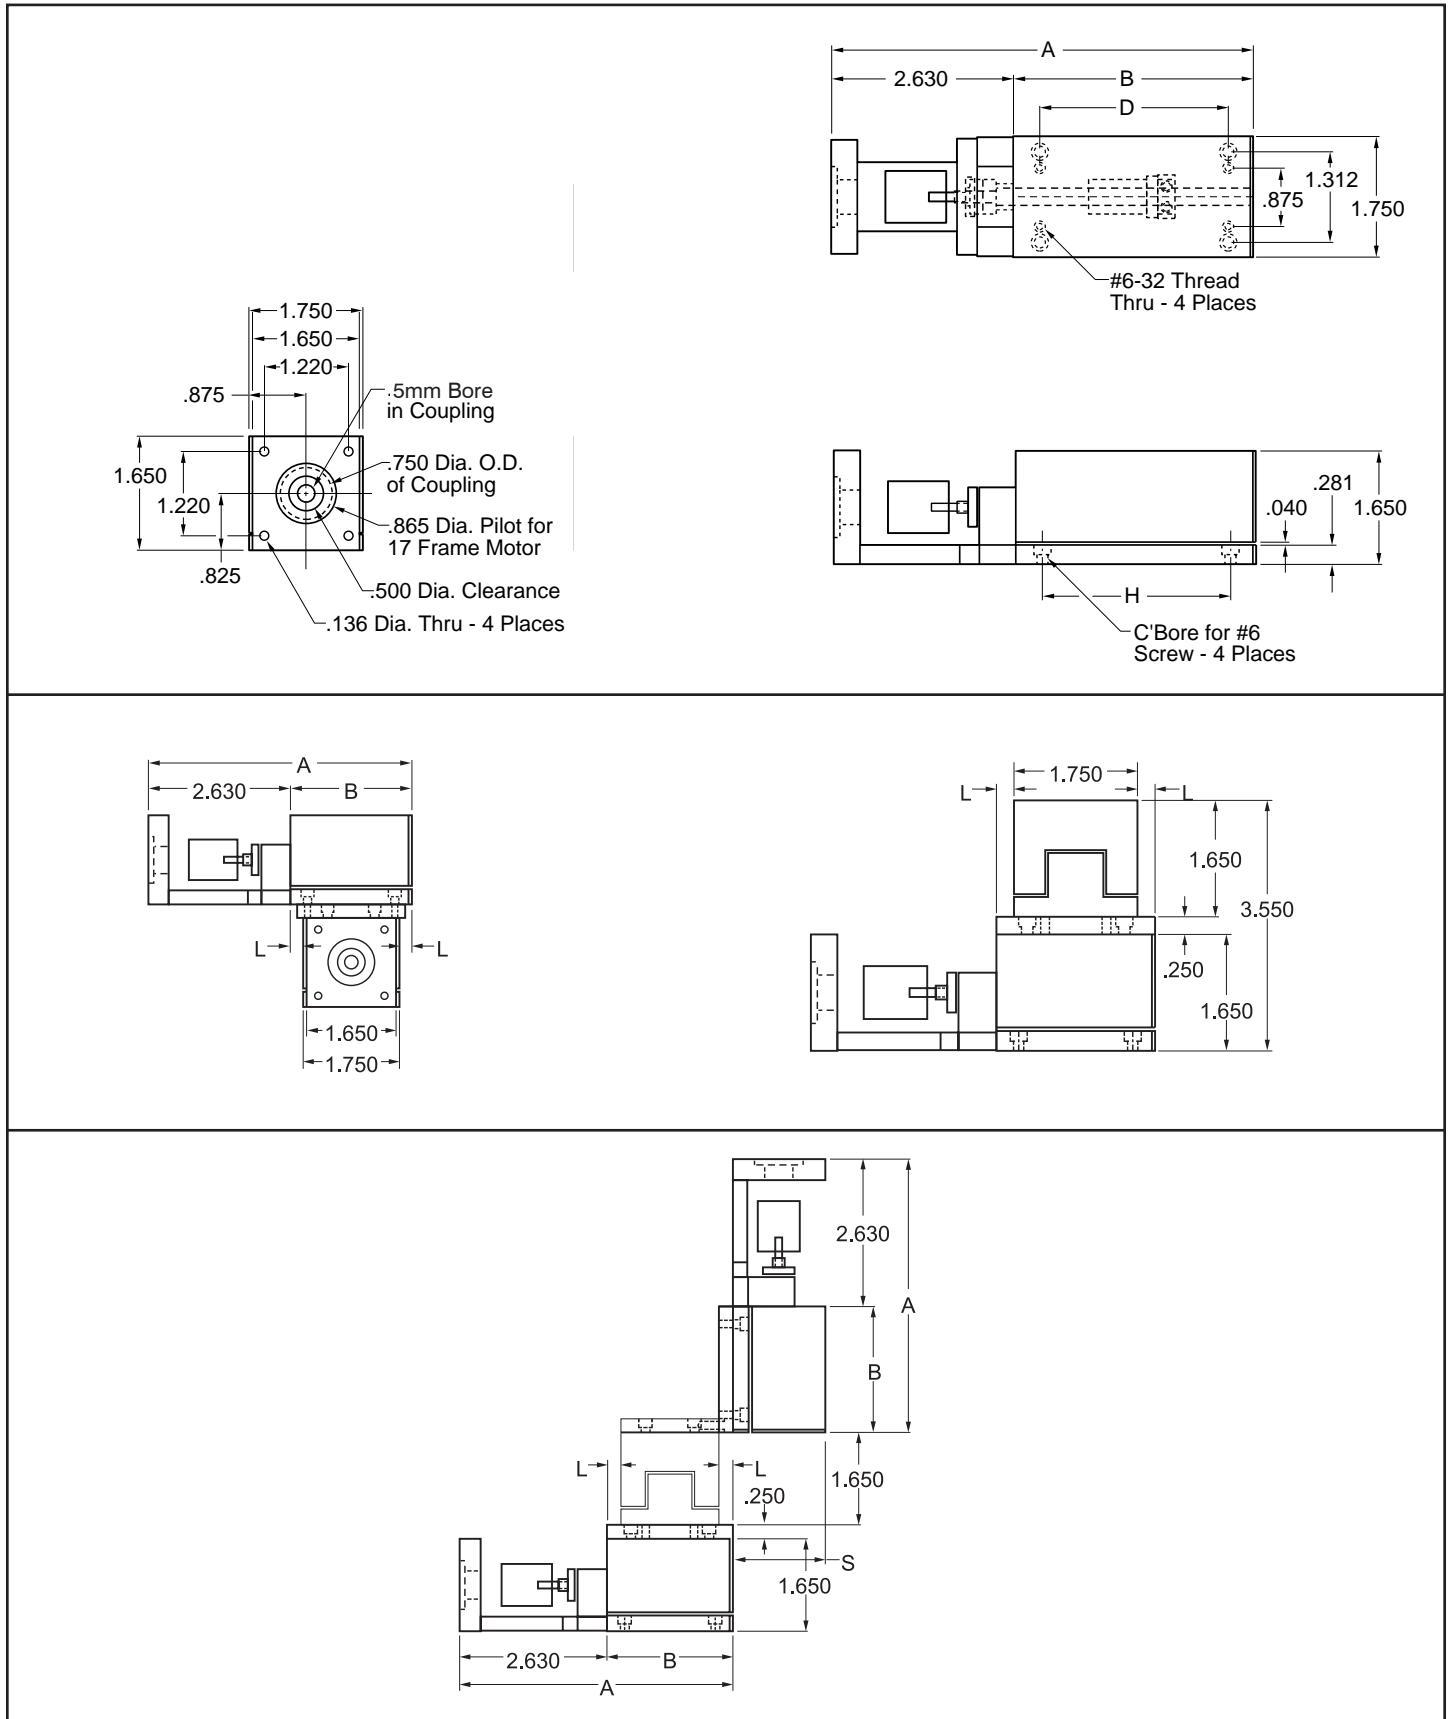 A
2.630
B
D
1.312
.875
1.750
#6-32 Thread
Thru - 4 Places
1.750
1.650
1.220
.875
.5mm Bore
in Coupling
1.650
.750 Dia. O.D.
of Coupling
1.220
.865 Dia. Pilot for
17 Frame Motor
.825
.500 Dia. Clearance
.136 Dia. Thru - 4 Places
.281
.040
1.650
H
C'Bore for #6
Screw - 4 Places
A
2.630
B
L
L
1.650
1.750
1.750
L
L
1.650
3.550
.250
1.650
2.630
A
B
L
L
1.650
.250
S
1.650
2.630
B
A